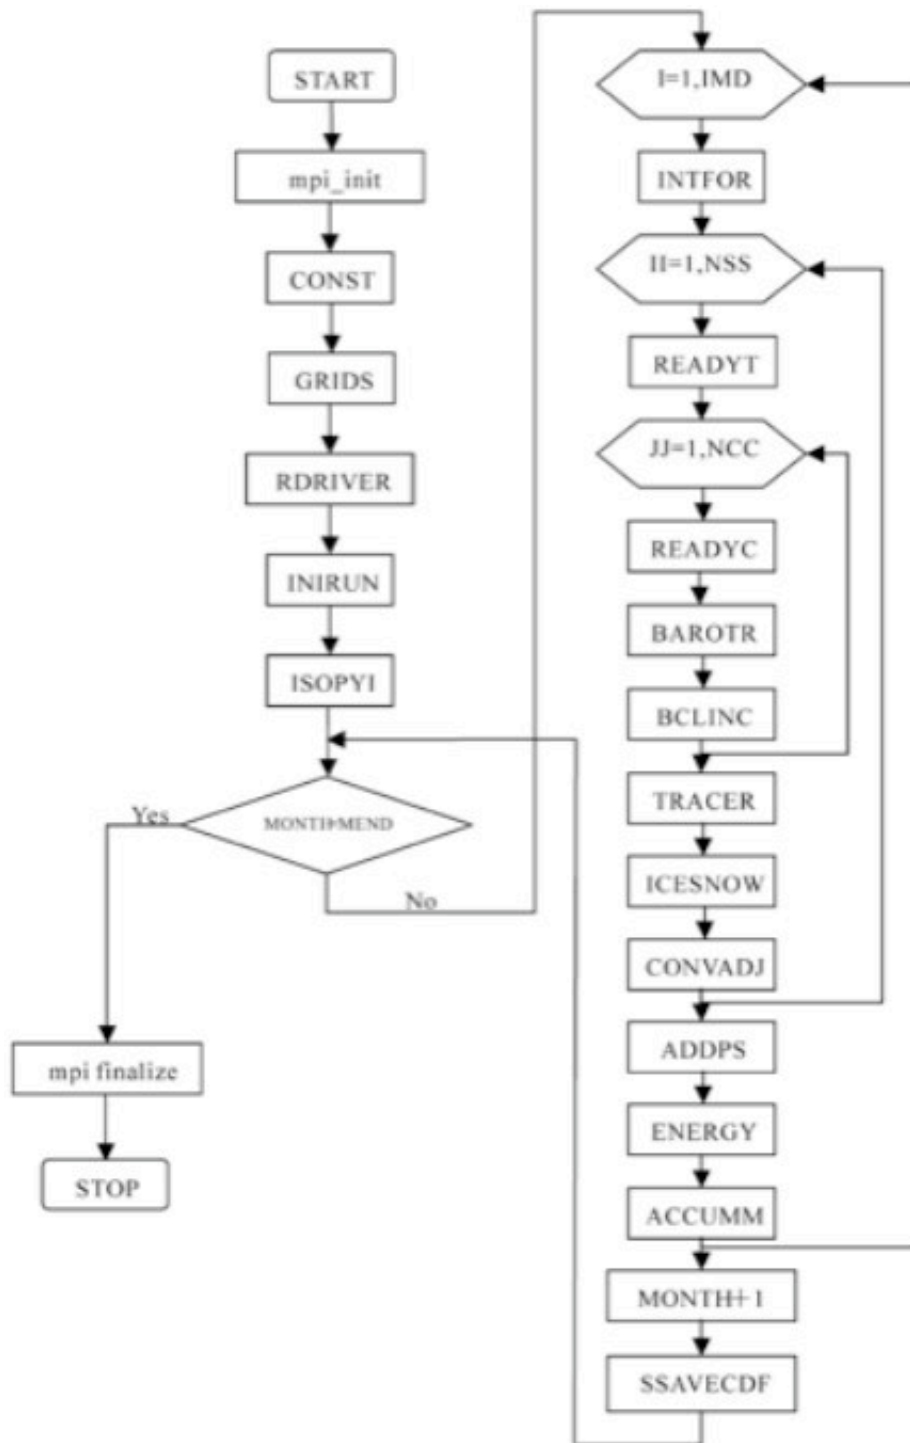 START
mpi_init
CONST
GRIDS
RDRIVER
INIRUN
ISOPYI
Yes
No
mpi finalize
STOP
I=1,IMD
INTFOR
II=1,NSS
READYT
JJ=1,NCC
READYC
BAROTR
BCLINC
TRACER
ICESNOW
CONVADJ
ADDPS
ENERGY
ACCUMM
MONTH+1
SSAVECDF